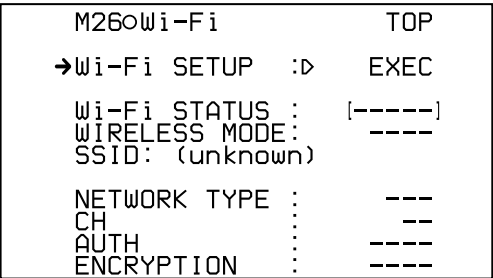 M26○Wi-Fi TOP
➔Wi-Fi SETUP :▷ EXEC
Wi-Fi STATUS : [-----]
WIRELESS MODE: ----
SSID: (unknown)
NETWORK TYPE : ---
CH : --
AUTH : ----
ENCRYPTION : ----